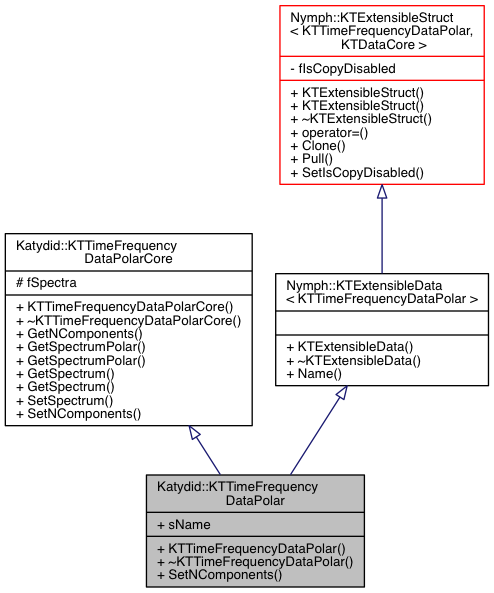 Nymph::KTExtensibleStruct
< KTTimeFrequencyDataPolar,
KTDataCore >
- fIsCopyDisabled
+ KTExtensibleStruct()
+ KTExtensibleStruct()
+ ~KTExtensibleStruct()
+ operator=()
+ Clone()
+ Pull()
+ SetIsCopyDisabled()
Katydid::KTTimeFrequency
DataPolarCore
# fSpectra
+ KTTimeFrequencyDataPolarCore()
+ ~KTTimeFrequencyDataPolarCore()
+ GetNComponents()
+ GetSpectrumPolar()
+ GetSpectrumPolar()
+ GetSpectrum()
+ GetSpectrum()
+ SetSpectrum()
+ SetNComponents()
Nymph::KTExtensibleData
< KTTimeFrequencyDataPolar >
+ KTExtensibleData()
+ ~KTExtensibleData()
+ Name()
Katydid::KTTimeFrequency
DataPolar
+ sName
+ KTTimeFrequencyDataPolar()
+ ~KTTimeFrequencyDataPolar()
+ SetNComponents()